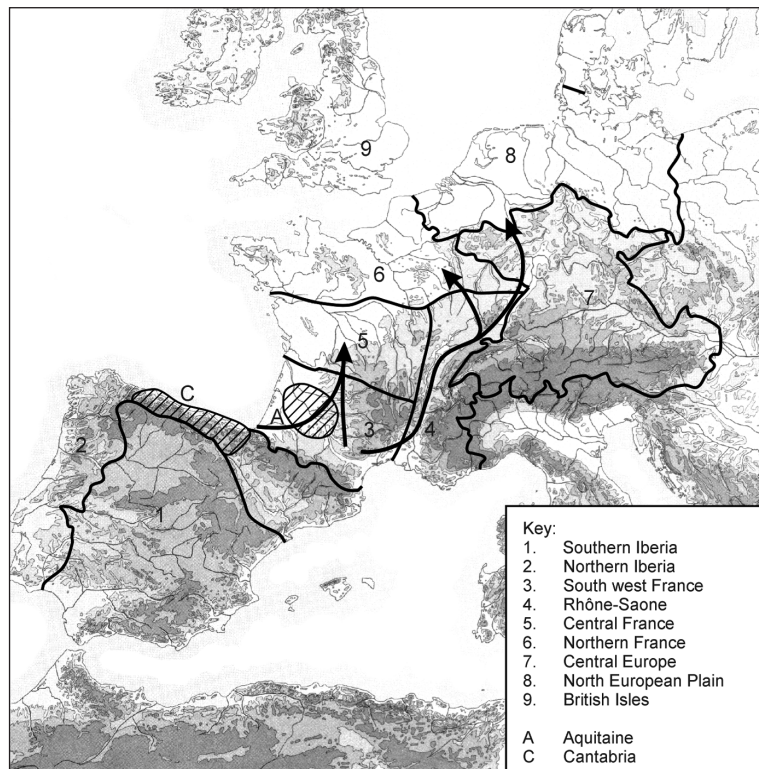 9
8
6
7
5
C
A
2
3
4
1
Key:
1. Southern Iberia
2. Northern Iberia
3. South west France
4. Rhône-Saone
5. Central France
6. Northern France
7. Central Europe
8. North European Plain
9. British Isles
A Aquitaine
C Cantabria